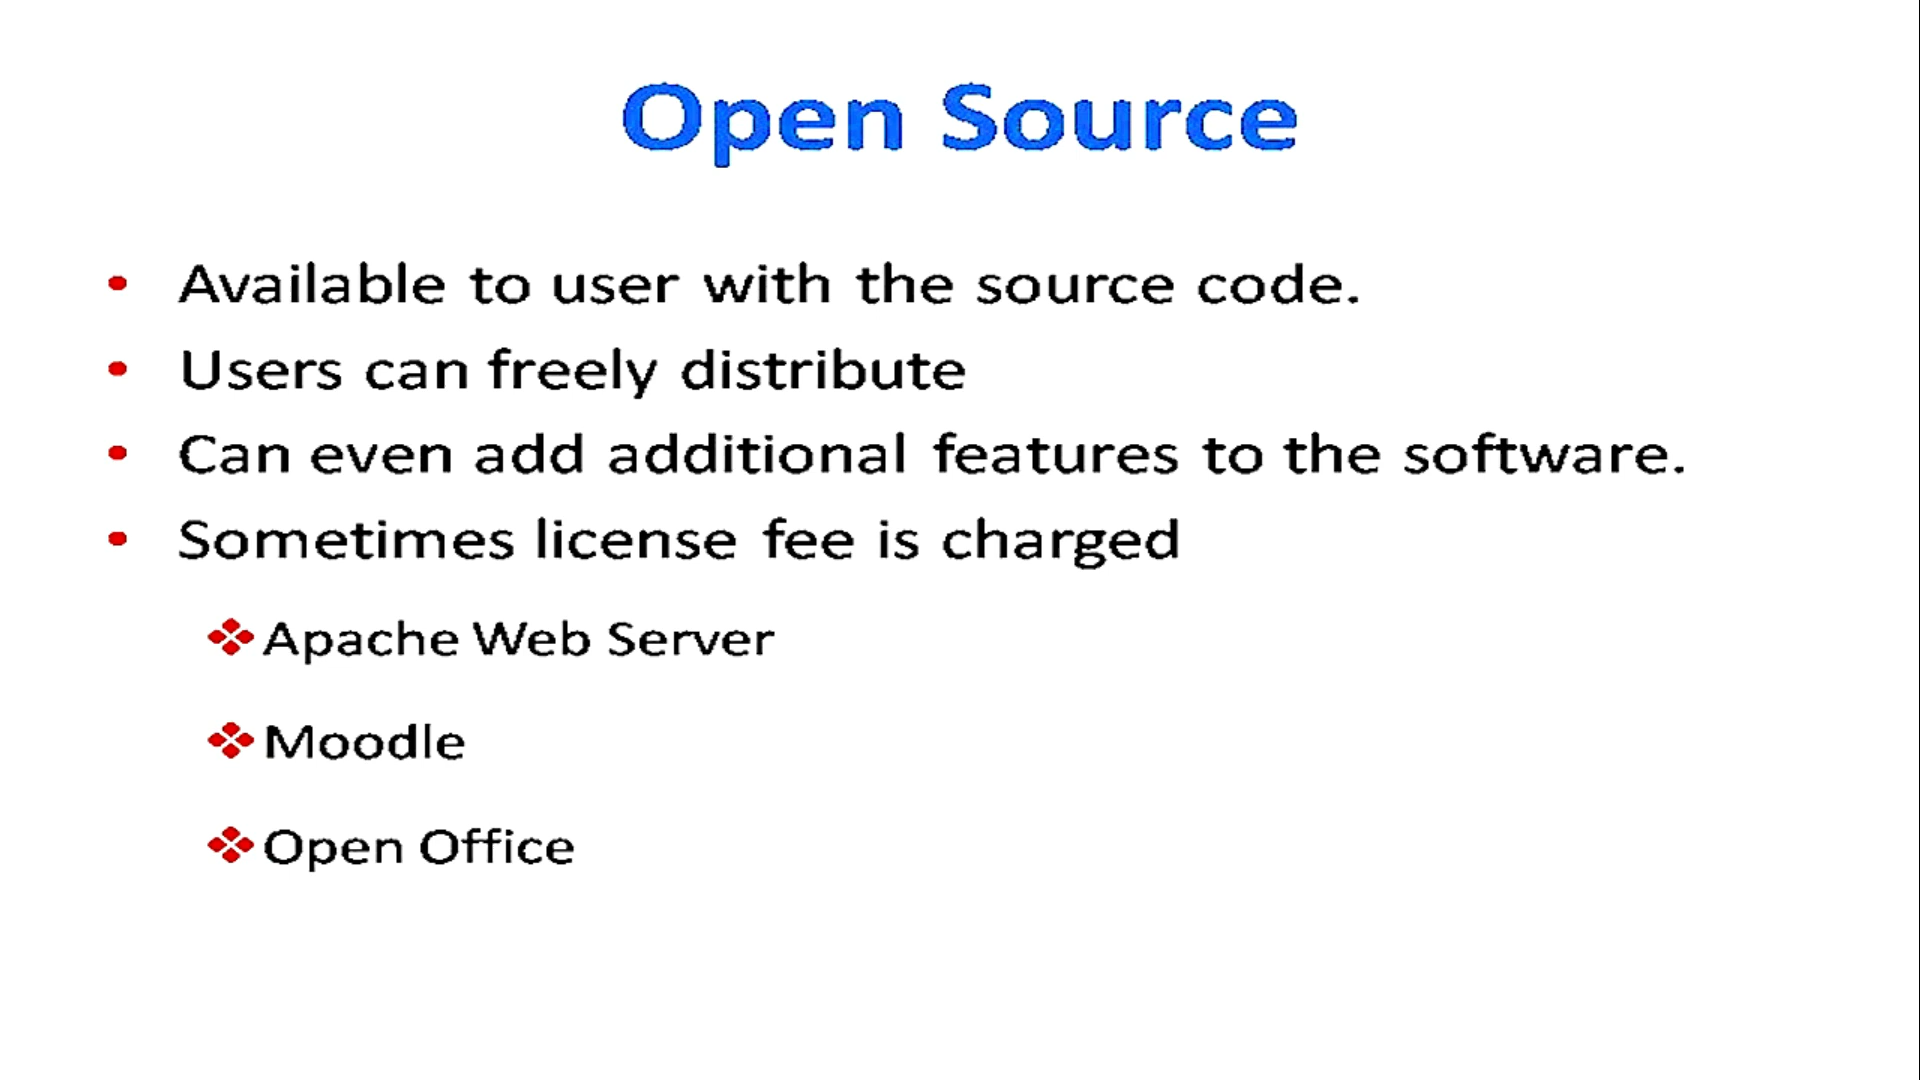 Open Source
• Available to user with the source code.
• Users can freely distribute
• Can even add additional features to the software.
• Sometimes license fee is charged
❖ Apache Web Server
❖ Moodle
❖ Open Office